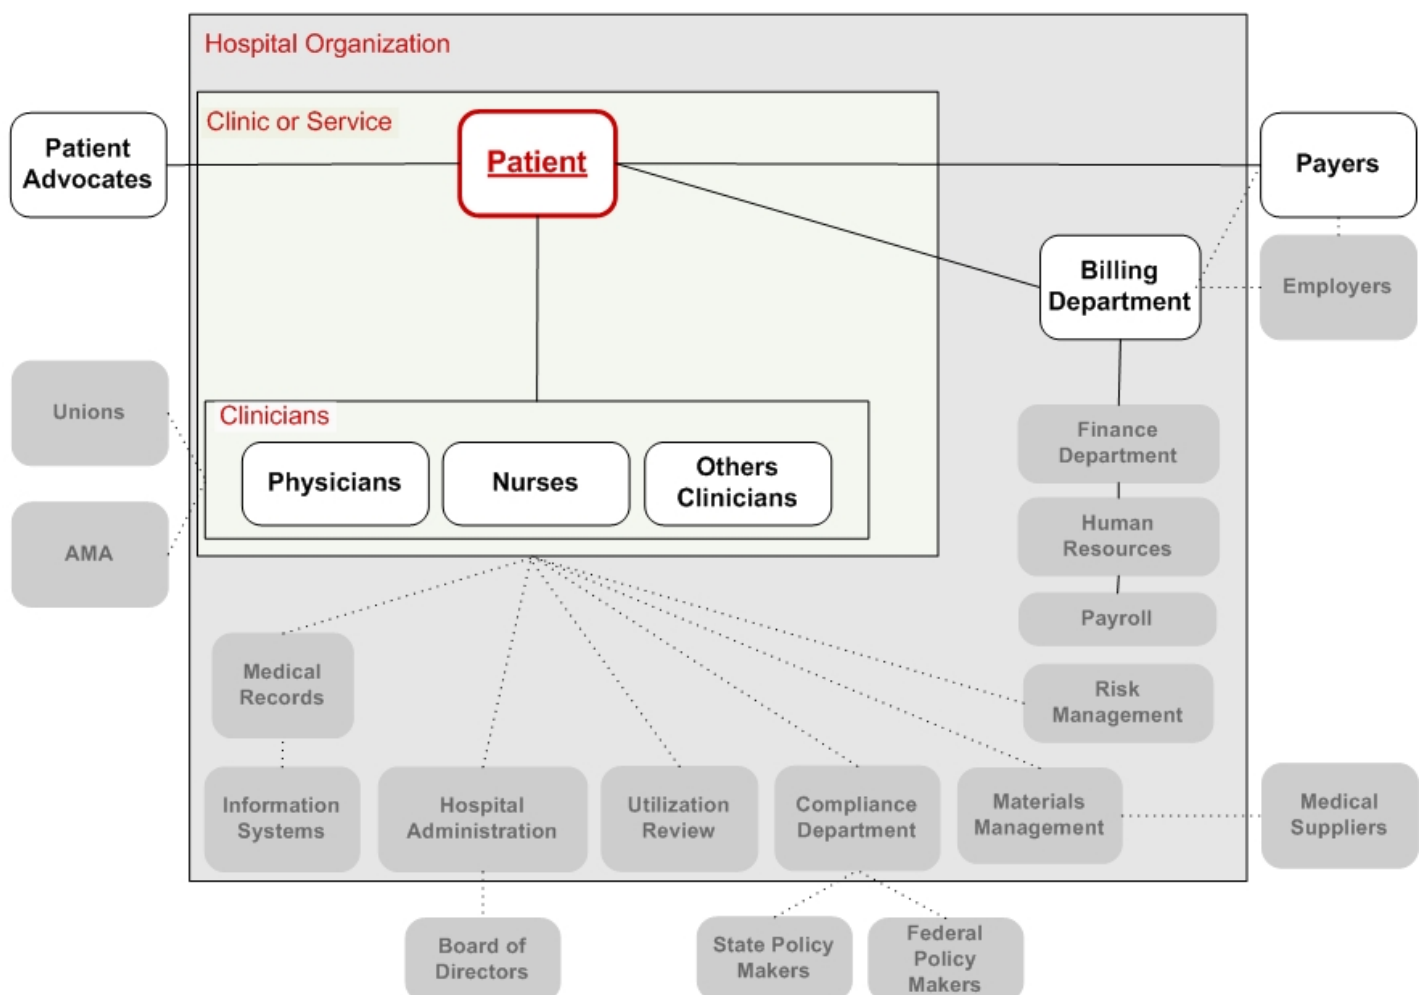 Hospital Organization
Clinic or Service
Patient
Advocates
Patient
Payers
Billing
Department
Employers
Unions
Clinicians
Physicians
Nurses
Others
Clinicians
AMA
Finance
Department
Human
Resources
Payroll
Medical
Records
Risk
Management
Information
Systems
Hospital
Administration
Utilization
Review
Compliance
Department
Materials
Management
Medical
Suppliers
Board of
Directors
State Policy
Makers
Federal
Policy
Makers